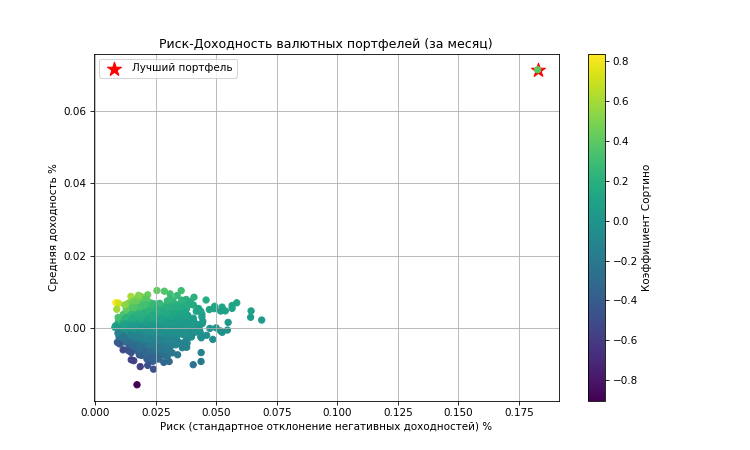 Риск-Доходность валютных портфелей (за месяц)
Лучший портфель
Средняя доходность %
0.06
0.04
0.02
0.00
0.000 0.025 0.050 0.075 0.100 0.125 0.150 0.175
Риск (стандартное отклонение негативных доходностей) %
0.8
0.6
0.4
0.2
0.0
−0.2
−0.4
−0.6
−0.8
Коэффициент Сортино